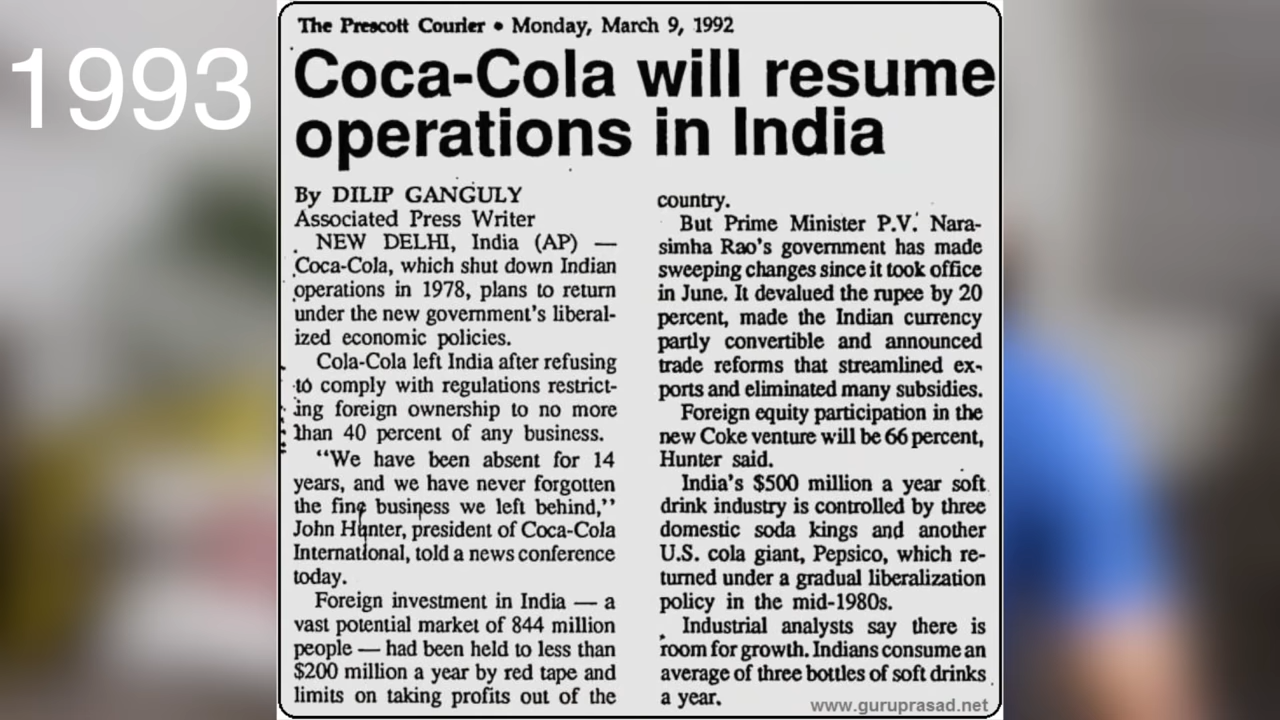 1993
The Prescott Courier • Monday, March 9, 1992
Coca-Cola will resume
operations in India
By DILIP GANGULY
Associated Press Writer
NEW DELHI, India (AP) —
Coca-Cola, which shut down Indian
operations in 1978, plans to return
under the new government's liberal-
ized economic policies.
Cola-Cola left India after refusing
to comply with regulations restrict-
ing foreign ownership to no more
than 40 percent of any business.
"We have been absent for 14
years, and we have never forgotten
the fine business we left behind,"
John Hunter, president of Coca-Cola
International, told a news conference
today.
Foreign investment in India — a
vast potential market of 844 million
people — had been held to less than
$200 million a year by red tape and
limits on taking profits out of the
country.
But Prime Minister P.V. Nara-
simha Rao's government has made
sweeping changes since it took office
in June. It devalued the rupee by 20
percent, made the Indian currency
partly convertible and announced
trade reforms that streamlined ex-
ports and eliminated many subsidies.
Foreign equity participation in the
new Coke venture will be 66 percent,
Hunter said.
India's $500 million a year soft
drink industry is controlled by three
domestic soda kings and another
U.S. cola giant, Pepsico, which re-
turned under a gradual liberalization
policy in the mid-1980s.
Industrial analysts say there is
room for growth. Indians consume an
average of three bottles of soft drinks
a year.
www.guruprasad.net